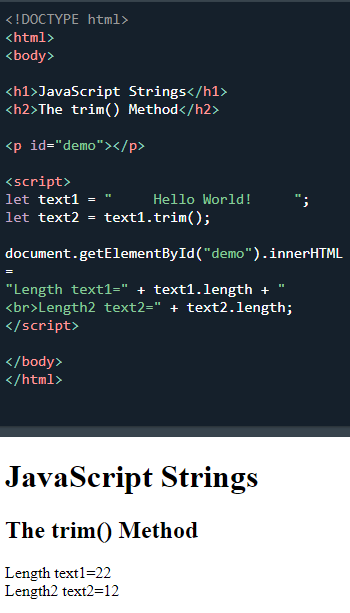 <!DOCTYPE html>
<html>
<body>
<h1>JavaScript Strings</h1>
<h2>The trim() Method</h2>
<p id="demo"></p>
<script>
let text1 = "     Hello World!     ";
let text2 = text1.trim();
document.getElementById("demo").innerHTML
=
"Length text1=" + text1.length + "
<br>Length2 text2=" + text2.length;
</script>
</body>
</html>
JavaScript Strings
The trim() Method
Length text1=22
Length2 text2=12